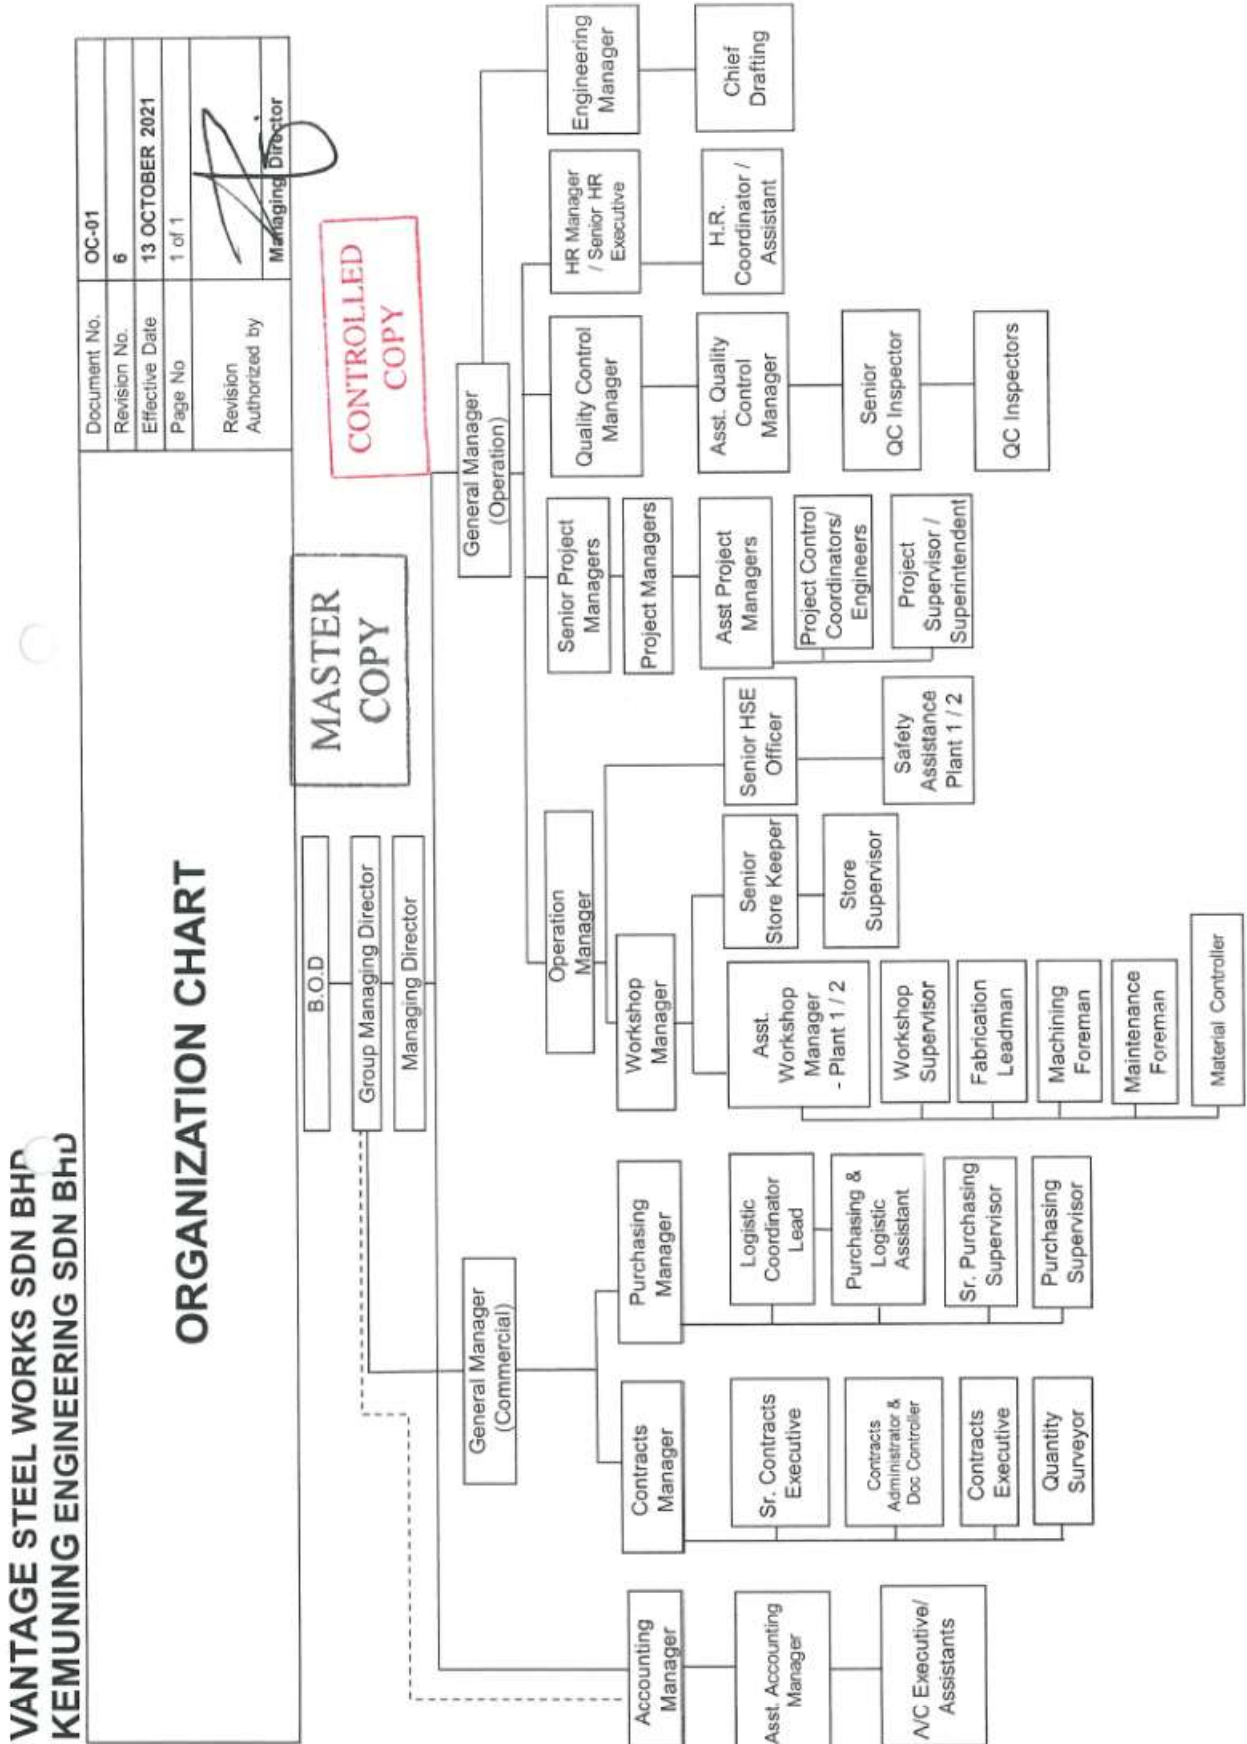 VANTAGE STEEL WORKS SDN BHD
KEMUNING ENGINEERING SDN BHD
ORGANIZATION CHART
Document No.
OC-01
Revision No.
6
Effective Date
13 OCTOBER 2021
Page No
1 of 1
Revision
Authorized by
Managing Director
MASTER
COPY
CONTROLLED
COPY
B.O.D
Group Managing Director
Managing Director
General Manager
(Commercial)
General Manager
(Operation)
Accounting
Manager
Asst. Accounting
Manager
A/C Executive/
Assistants
Contracts
Manager
Sr. Contracts
Executive
Contracts
Administrator &
Doc Controller
Contracts
Executive
Quantity
Surveyor
Purchasing
Manager
Logistic
Coordinator
Lead
Purchasing &
Logistic
Assistant
Sr. Purchasing
Supervisor
Purchasing
Supervisor
Operation
Manager
Workshop
Manager
Asst.
Workshop
Manager
- Plant 1 / 2
Workshop
Supervisor
Fabrication
Leadman
Machining
Foreman
Maintenance
Foreman
Material Controller
Senior
Store Keeper
Store
Supervisor
Senior HSE
Officer
Safety
Assistance
Plant 1 / 2
Senior Project
Managers
Project Managers
Asst Project
Managers
Project Control
Coordinators/
Engineers
Project
Supervisor /
Superintendent
Quality Control
Manager
Asst. Quality
Control
Manager
Senior
QC Inspector
QC Inspectors
HR Manager
/ Senior HR
Executive
H.R.
Coordinator /
Assistant
Engineering
Manager
Chief
Drafting